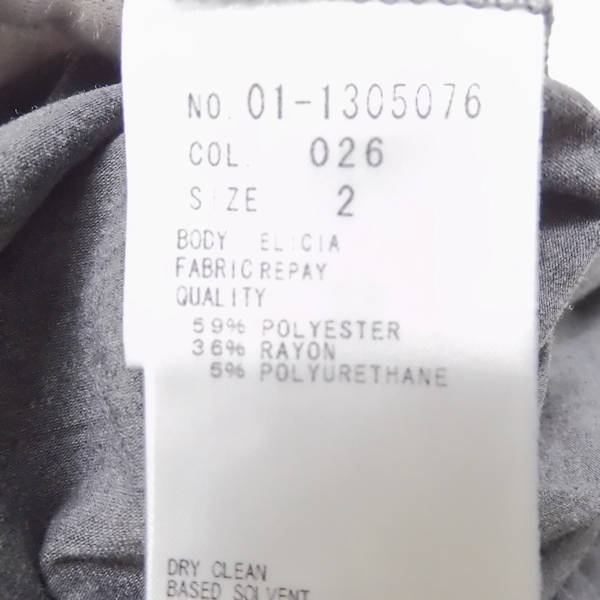 NO. 01-1305076
COL. 026
SIZE 2
BODY ELICIA
FABRIC REPAY
QUALITY
59% POLYESTER
36% RAYON
5% POLYURETHANE
DRY CLEAN
BASED SOLVENT